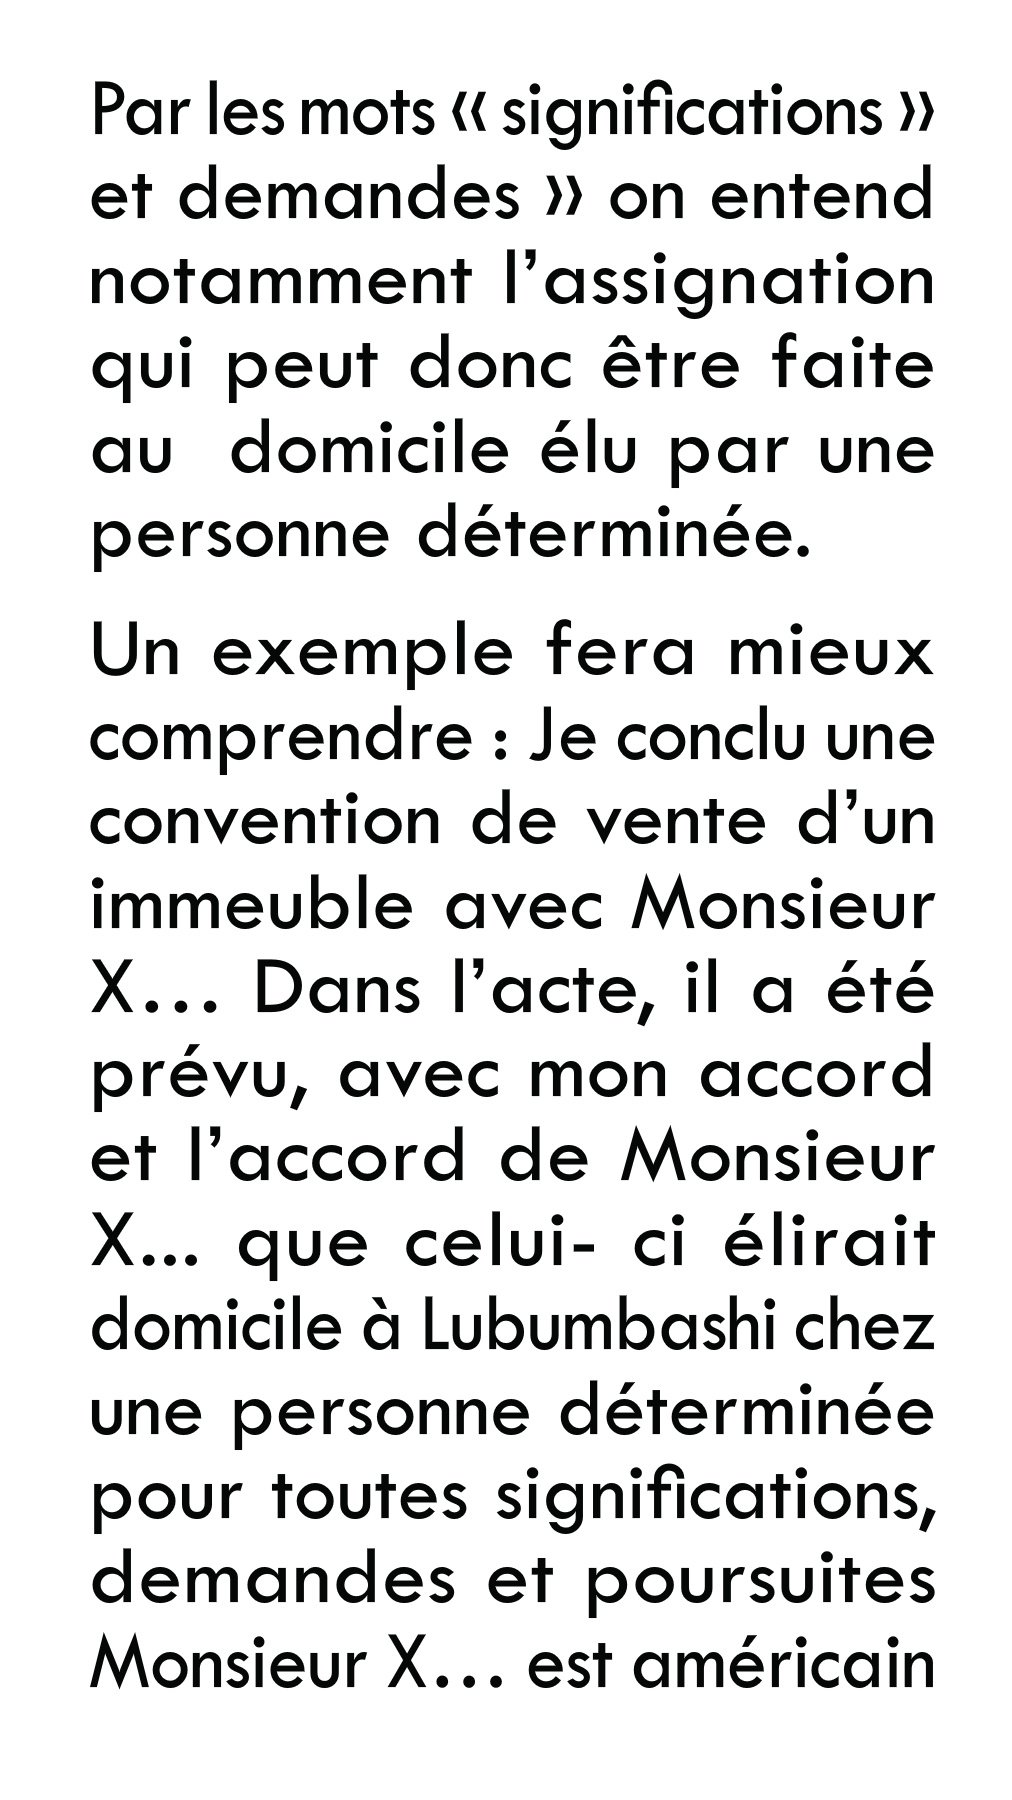 Par les mots « significations »
et demandes » on entend
notamment l’assignation
qui peut donc être faite
au domicile élu par une
personne déterminée.
Un exemple fera mieux
comprendre : Je conclu une
convention de vente d’un
immeuble avec Monsieur
X… Dans l’acte, il a été
prévu, avec mon accord
et l’accord de Monsieur
X... que celui- ci élirait
domicile à Lubumbashi chez
une personne déterminée
pour toutes significations,
demandes et poursuites
Monsieur X… est américain